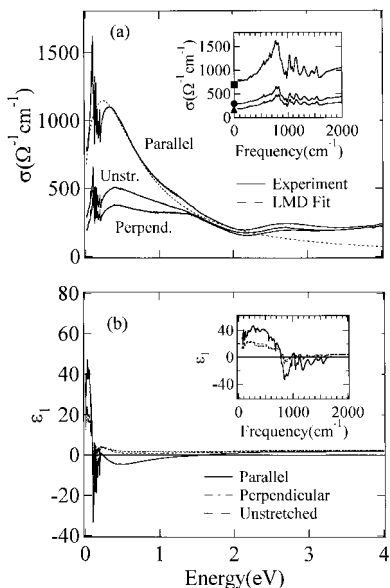 1500
1000
500
0
σ(Ω⁻¹cm⁻¹)
(a)
Parallel
Unstr.
Perpend.
1500
1000
500
0
σ(Ω⁻¹cm⁻¹)
0 1000 2000
Frequency(cm⁻¹)
Experiment
LMD Fit
80
60
40
20
0
-20
-40
ε₁
(b)
40
0
-40
ε₁
0 1000 2000
Frequency(cm⁻¹)
Parallel
Perpendicular
Unstretched
0 1 2 3 4
Energy(eV)